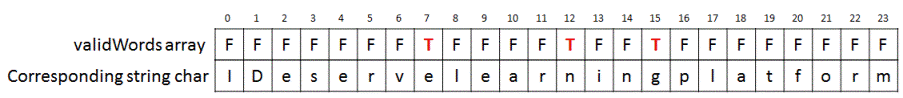 0 1 2 3 4 5 6 7 8 9 10 11 12 13 14 15 16 17 18 19 20 21 22 23
validWords array F F F F F F F T F F F F T F F T F F F F F F F F
Corresponding string char I D e s e r v e l e a r n i n g p l a t f o r m